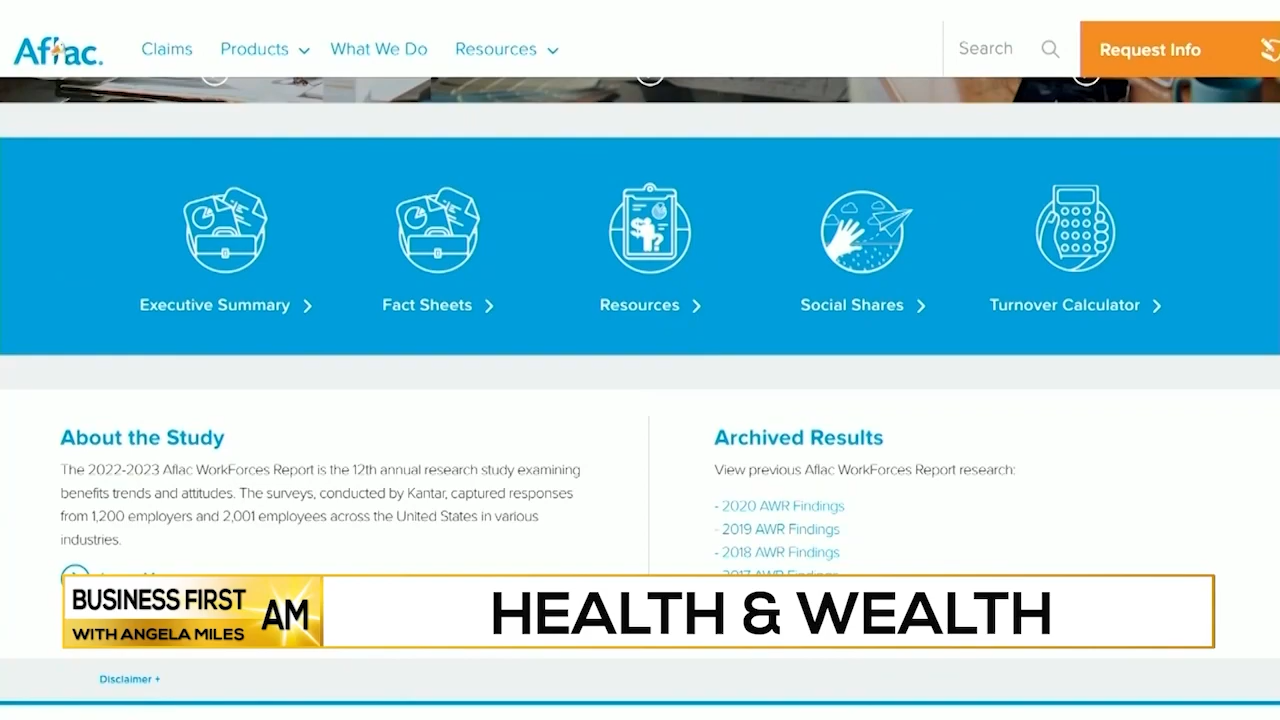 Aflac.
Claims
Products
What We Do
Resources
Search
Request Info
Executive Summary
Fact Sheets
Resources
Social Shares
Turnover Calculator
About the Study
The 2022-2023 Aflac WorkForces Report is the 12th annual research study examining
benefits trends and attitudes. The surveys, conducted by Kantar, captured responses
from 1,200 employers and 2,001 employees across the United States in various
industries.
Archived Results
View previous Aflac WorkForces Report research:
- 2020 AWR Findings
- 2019 AWR Findings
- 2018 AWR Findings
BUSINESS FIRST
AM
WITH ANGELA MILES
HEALTH & WEALTH
Disclaimer +